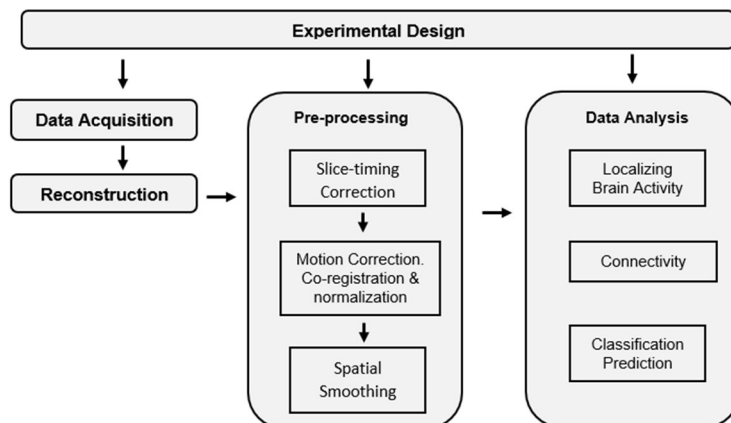 Experimental Design
Data Acquisition
Reconstruction
Pre-processing
Slice-timing
Correction
Motion Correction.
Co-registration &
normalization
Spatial
Smoothing
Data Analysis
Localizing
Brain Activity
Connectivity
Classification
Prediction